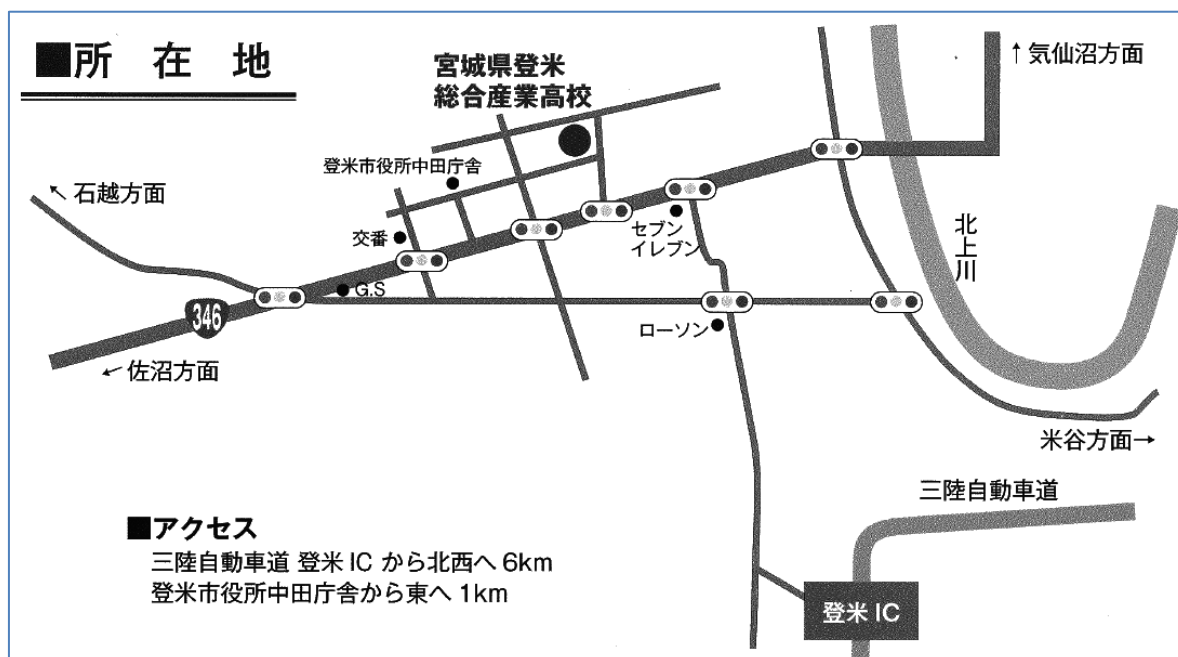 ■所 在 地
宮城県登米
総合産業高校
↑気仙沼方面
登米市役所中田庁舎
↖石越方面
交番
セブン
イレブン
北上川
G.S
346
ローソン
←佐沼方面
米谷方面→
三陸自動車道
■アクセス
三陸自動車道 登米 IC から北西へ 6km
登米市役所中田庁舎から東へ 1km
登米 IC